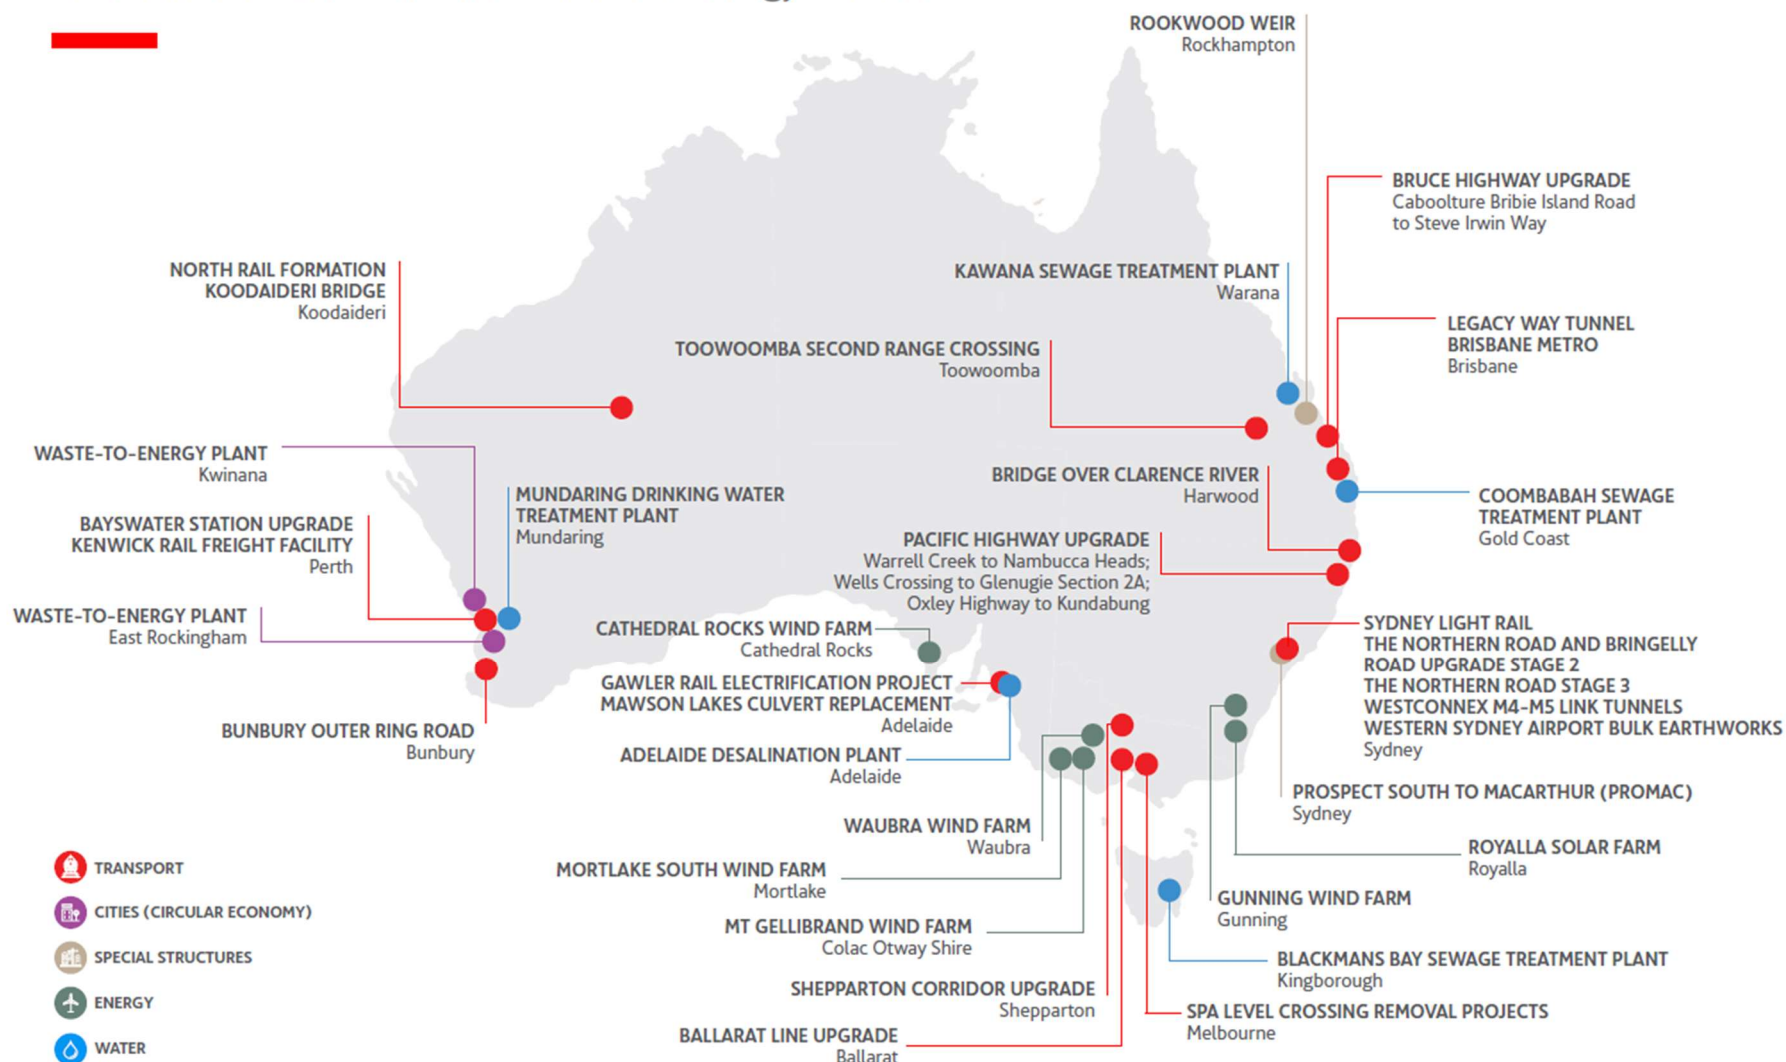 ROOKWOOD WEIR
Rockhampton
BRUCE HIGHWAY UPGRADE
Caboolture Bribie Island Road
to Steve Irwin Way
NORTH RAIL FORMATION
KOODAIDERI BRIDGE
Koodaideri
KAWANA SEWAGE TREATMENT PLANT
Warana
LEGACY WAY TUNNEL
BRISBANE METRO
Brisbane
TOOWOOMBA SECOND RANGE CROSSING
Toowoomba
WASTE-TO-ENERGY PLANT
Kwinana
MUNDARING DRINKING WATER
TREATMENT PLANT
Mundaring
BRIDGE OVER CLARENCE RIVER
Harwood
COOMBABAH SEWAGE
TREATMENT PLANT
Gold Coast
BAYSWATER STATION UPGRADE
KENWICK RAIL FREIGHT FACILITY
Perth
PACIFIC HIGHWAY UPGRADE
Warrell Creek to Nambucca Heads;
Wells Crossing to Glenugie Section 2A;
Oxley Highway to Kundabung
WASTE-TO-ENERGY PLANT
East Rockingham
CATHEDRAL ROCKS WIND FARM
Cathedral Rocks
SYDNEY LIGHT RAIL
THE NORTHERN ROAD AND BRINGELLY
ROAD UPGRADE STAGE 2
THE NORTHERN ROAD STAGE 3
WESTCONNEX M4-M5 LINK TUNNELS
WESTERN SYDNEY AIRPORT BULK EARTHWORKS
Sydney
GAWLER RAIL ELECTRIFICATION PROJECT
MAWSON LAKES CULVERT REPLACEMENT
Adelaide
BUNBURY OUTER RING ROAD
Bunbury
ADELAIDE DESALINATION PLANT
Adelaide
PROSPECT SOUTH TO MACARTHUR (PROMAC)
Sydney
WAUBRA WIND FARM
Waubra
ROYALLA SOLAR FARM
Royalla
MORTLAKE SOUTH WIND FARM
Mortlake
GUNNING WIND FARM
Gunning
MT GELLIBRAND WIND FARM
Colac Otway Shire
BLACKMANS BAY SEWAGE TREATMENT PLANT
Kingborough
SHEPPARTON CORRIDOR UPGRADE
Shepparton
SPA LEVEL CROSSING REMOVAL PROJECTS
Melbourne
BALLARAT LINE UPGRADE
Ballarat
TRANSPORT
CITIES (CIRCULAR ECONOMY)
SPECIAL STRUCTURES
ENERGY
WATER